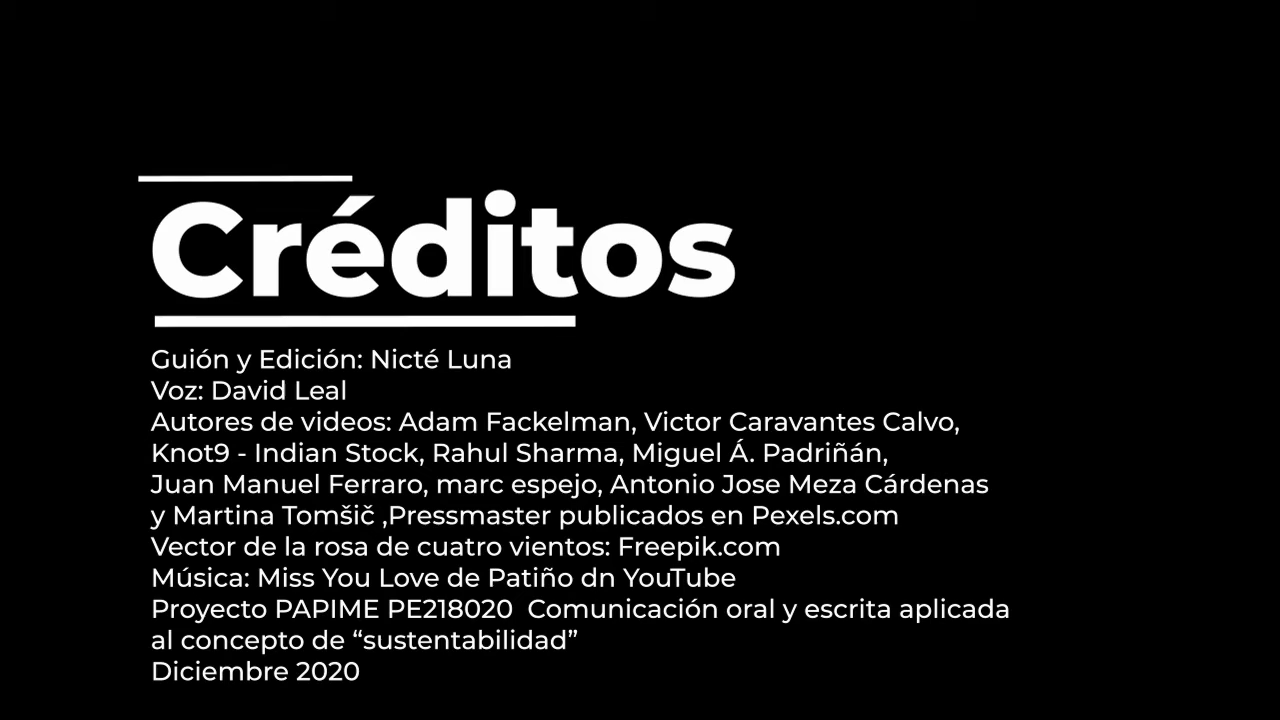 Créditos
Guión y Edición: Nicté Luna
Voz: David Leal
Autores de videos: Adam Fackelman, Victor Caravantes Calvo,
Knot9 - Indian Stock, Rahul Sharma, Miguel Á. Padriñán,
Juan Manuel Ferraro, marc espejo, Antonio Jose Meza Cárdenas
y Martina Tomšič ,Pressmaster publicados en Pexels.com
Vector de la rosa de cuatro vientos: Freepik.com
Música: Miss You Love de Patiño dn YouTube
Proyecto PAPIME PE218020  Comunicación oral y escrita aplicada
al concepto de “sustentabilidad”
Diciembre 2020